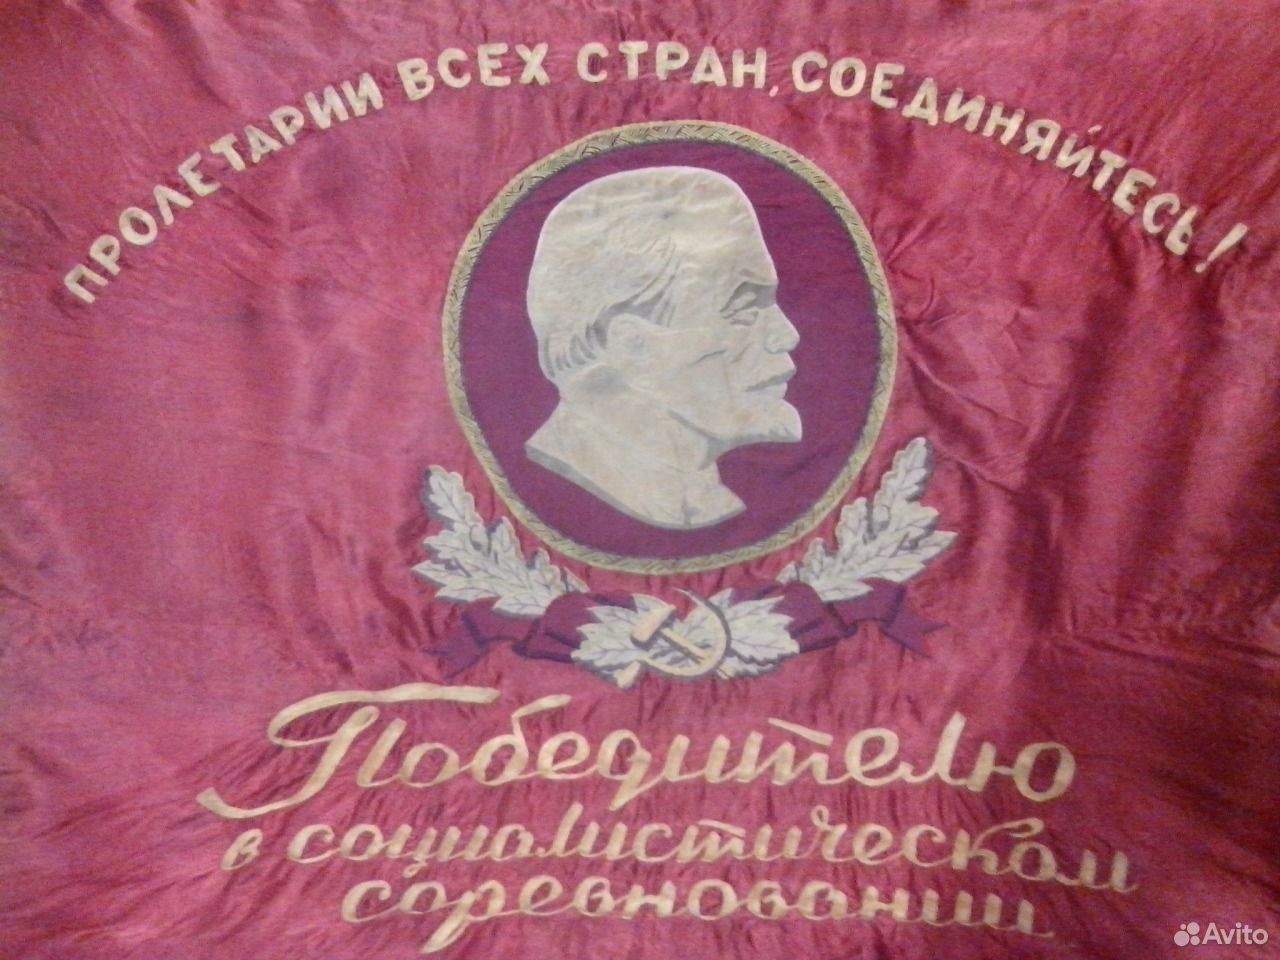 ПРОЛЕТАРИИ ВСЕХ СТРАН, СОЕДИНЯЙТЕСЬ!
Победителю
в социалистическом
соревновании
Avito